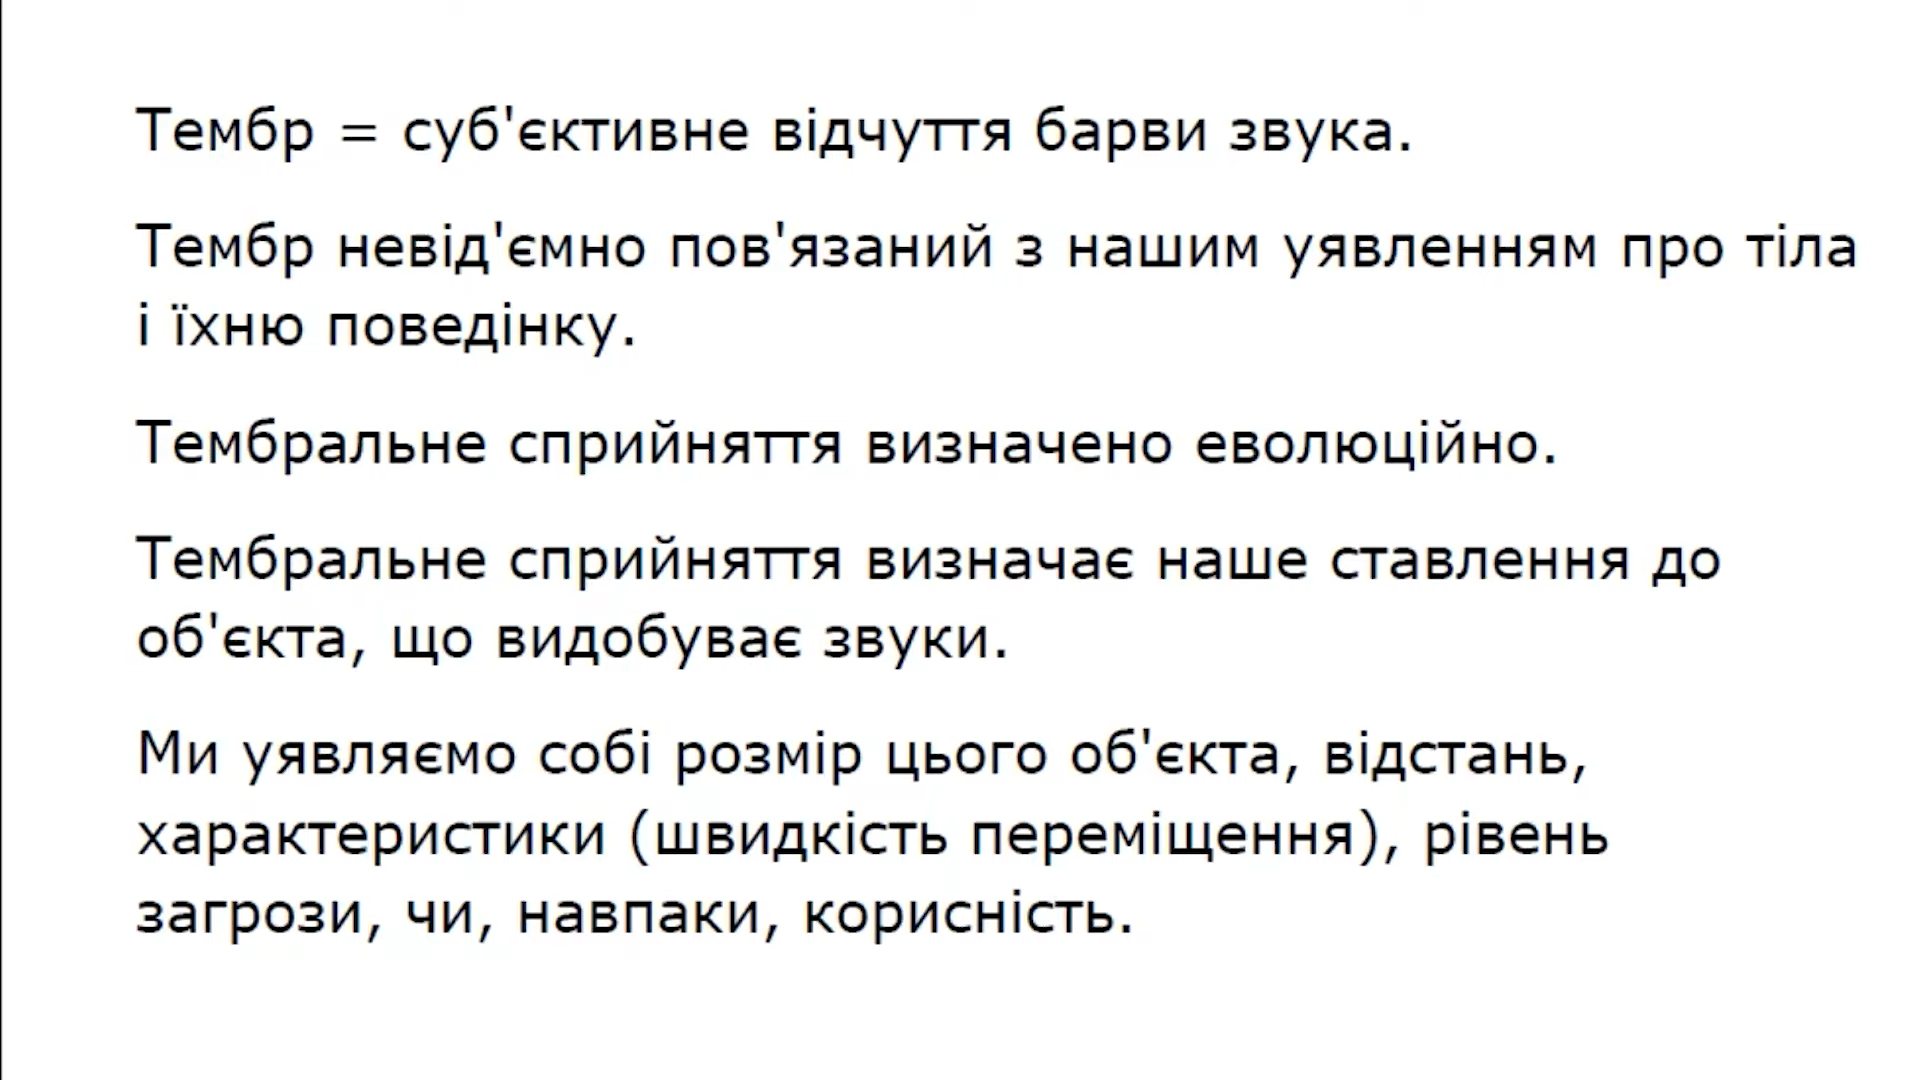 Тембр = суб'єктивне відчуття барви звука.
Тембр невід'ємно пов'язаний з нашим уявленням про тіла
і їхню поведінку.
Тембральне сприйняття визначено еволюційно.
Тембральне сприйняття визначає наше ставлення до
об'єкта, що видобуває звуки.
Ми уявляємо собі розмір цього об'єкта, відстань,
характеристики (швидкість переміщення), рівень
загрози, чи, навпаки, корисність.